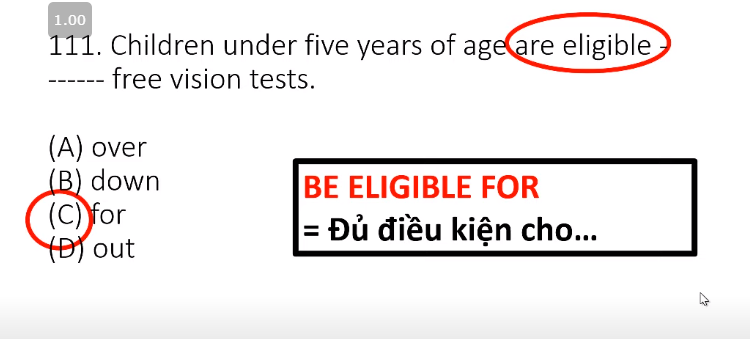 1.00
111. Children under five years of age are eligible -
------ free vision tests.
(A) over
(B) down
(C) for
(D) out
BE ELIGIBLE FOR
= Đủ điều kiện cho...